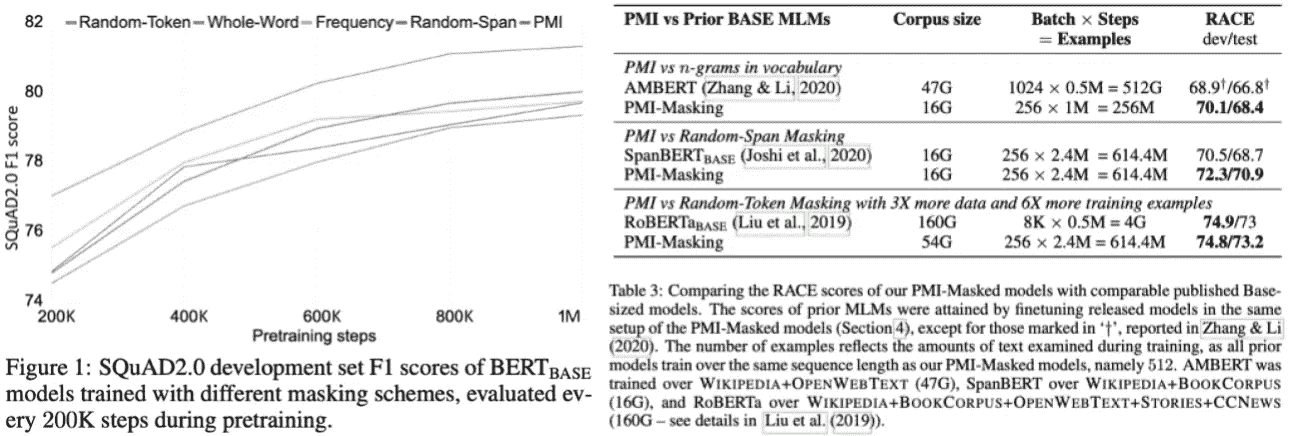 82 —Random-Token—Whole-Word—Frequency—Random-Span—PMI
80
78
76
74
SQuAD2.0 F1 score
200K 400K 600K 800K 1M
Pretraining steps
Figure 1: SQuAD2.0 development set F1 scores of BERTBASE
models trained with different masking schemes, evaluated ev-
ery 200K steps during pretraining.
PMI vs Prior BASE MLMs Corpus size Batch × Steps RACE
= Examples dev/test
PMI vs n-grams in vocabulary
AMBERT (Zhang & Li, 2020) 47G 1024 × 0.5M = 512G 68.9†/66.8†
PMI-Masking 16G 256 × 1M = 256M 70.1/68.4
PMI vs Random-Span Masking
SpanBERTBASE (Joshi et al., 2020) 16G 256 × 2.4M = 614.4M 70.5/68.7
PMI-Masking 16G 256 × 2.4M = 614.4M 72.3/70.9
PMI vs Random-Token Masking with 3X more data and 6X more training examples
RoBERTaBASE (Liu et al., 2019) 160G 8K × 0.5M = 4G 74.9/73
PMI-Masking 54G 256 × 2.4M = 614.4M 74.8/73.2
Table 3: Comparing the RACE scores of our PMI-Masked models with comparable published Base-
sized models. The scores of prior MLMs were attained by finetuning released models in the same
setup of the PMI-Masked models (Section 4), except for those marked in ‘†’, reported in Zhang & Li
(2020). The number of examples reflects the amounts of text examined during training, as all prior
models train over the same sequence length as our PMI-Masked models, namely 512. AMBERT was
trained over WIKIPEDIA+OPENWEBTEXT (47G), SpanBERT over WIKIPEDIA+BOOKCORPUS
(16G), and RoBERTa over WIKIPEDIA+BOOKCORPUS+OPENWEBTEXT+STORIES+CCNEWS
(160G – see details in Liu et al. (2019)).